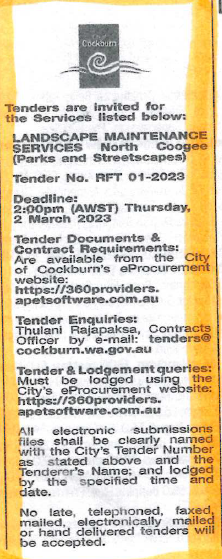 Cockburn
Tenders are invited for
the Services listed below:
LANDSCAPE MAINTENANCE
SERVICES North Coogee
(Parks and Streetscapes)
Tender No. RFT 01-2023
Deadline:
2:00pm (AWST) Thursday,
2 March 2023
Tender Documents &
Contract Requirements:
Are available from the City
of Cockburn's eProcurement
website:
https://360providers.
apetsoftware.com.au
Tender Enquiries:
Thulani Rajapaksa, Contracts
Officer by e-mail: tenders@
cockburn.wa.gov.au
Tender & Lodgement queries:
Must be lodged using the
City's eProcurement website:
https://360providers.
apetsoftware.com.au
All electronic submissions
files shall be clearly named
with the City's Tender Number
as stated above and the
Tenderer's Name; and lodged
by the specified time and
date.
No late, telephoned, faxed,
mailed, electronically mailed
or hand delivered tenders will
be accepted.